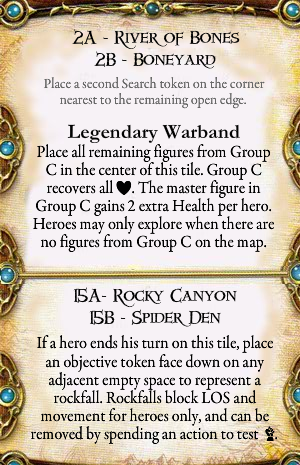 2A - River of Bones
2B - Boneyard
Place a second Search token on the corner
nearest to the remaining open edge.
Legendary Warband
Place all remaining figures from Group
C in the center of this tile. Group C
recovers all ♥. The master figure in
Group C gains 2 extra Health per hero.
Heroes may only explore when there are
no figures from Group C on the map.
15A- Rocky Canyon
15B - Spider Den
If a hero ends his turn on this tile, place
an objective token face down on any
adjacent empty space to represent a
rockfall. Rockfalls block LOS and
movement for heroes only, and can be
removed by spending an action to test .